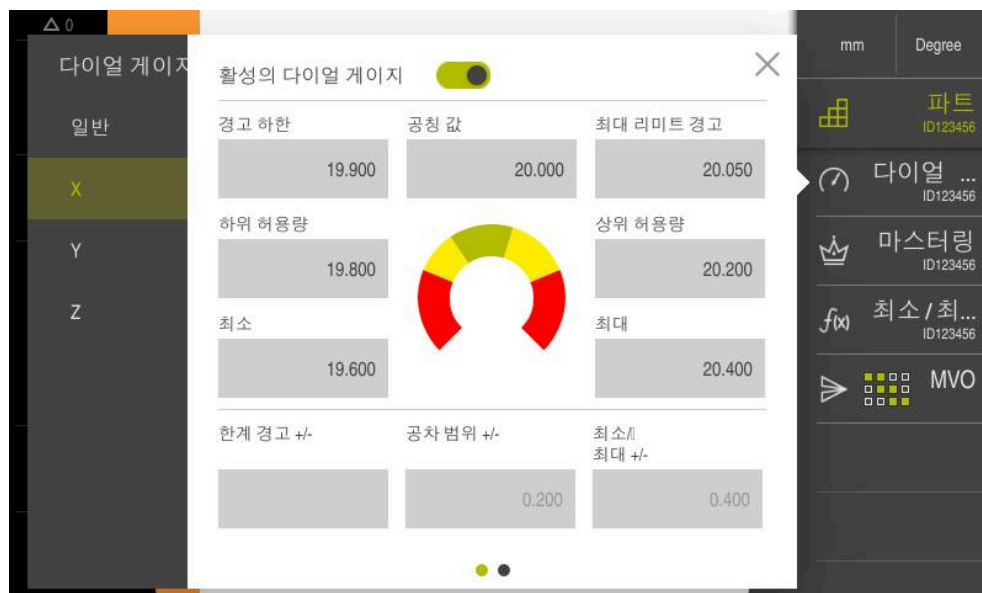 0
다이얼 게이지
일반
X
Y
Z
활성의 다이얼 게이지
경고 하한 공칭 값 최대 리미트 경고
19.900 20.000 20.050
하위 허용량 상위 허용량
19.800 20.200
최소 최대
19.600 20.400
한계 경고 +/- 공차 범위 +/- 최소/
최대 +/-
0.200 0.400
mm Degree
파트
ID123456
다이얼 ...
ID123456
마스터링
ID123456
f(x) 최소 / 최...
ID123456
MVO